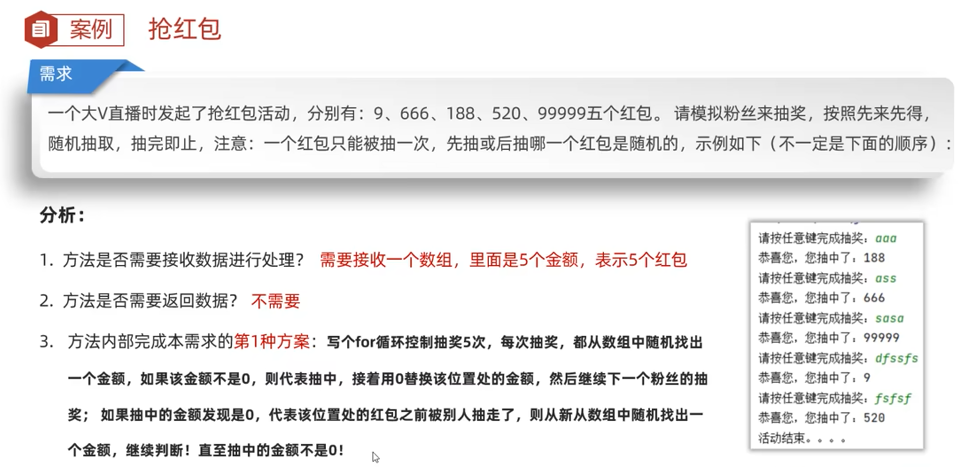 案例 抢红包
需求
一个大V直播时发起了抢红包活动，分别有：9、666、188、520、99999五个红包。 请模拟粉丝来抽奖，按照先来先得，
随机抽取，抽完即止，注意：一个红包只能被抽一次，先抽或后抽哪一个红包是随机的，示例如下（不一定是下面的顺序）：
分析：
1. 方法是否需要接收数据进行处理？ 需要接收一个数组，里面是5个金额，表示5个红包
2. 方法是否需要返回数据？ 不需要
3. 方法内部完成本需求的第1种方案：写个for循环控制抽奖5次，每次抽奖，都从数组中随机找出
一个金额，如果该金额不是0，则代表抽中，接着用0替换该位置处的金额，然后继续下一个粉丝的抽
奖； 如果抽中的金额发现是0，代表该位置处的红包之前被别人抽走了，则从新从数组中随机找出一
个金额，继续判断！直至抽中的金额不是0！
请按任意键完成抽奖：aaa
恭喜您，您抽中了：188
请按任意键完成抽奖：ass
恭喜您，您抽中了：666
请按任意键完成抽奖：sasa
恭喜您，您抽中了：99999
请按任意键完成抽奖：dfssfs
恭喜您，您抽中了：9
请按任意键完成抽奖：fsfsf
恭喜您，您抽中了：520
活动结束。。。。